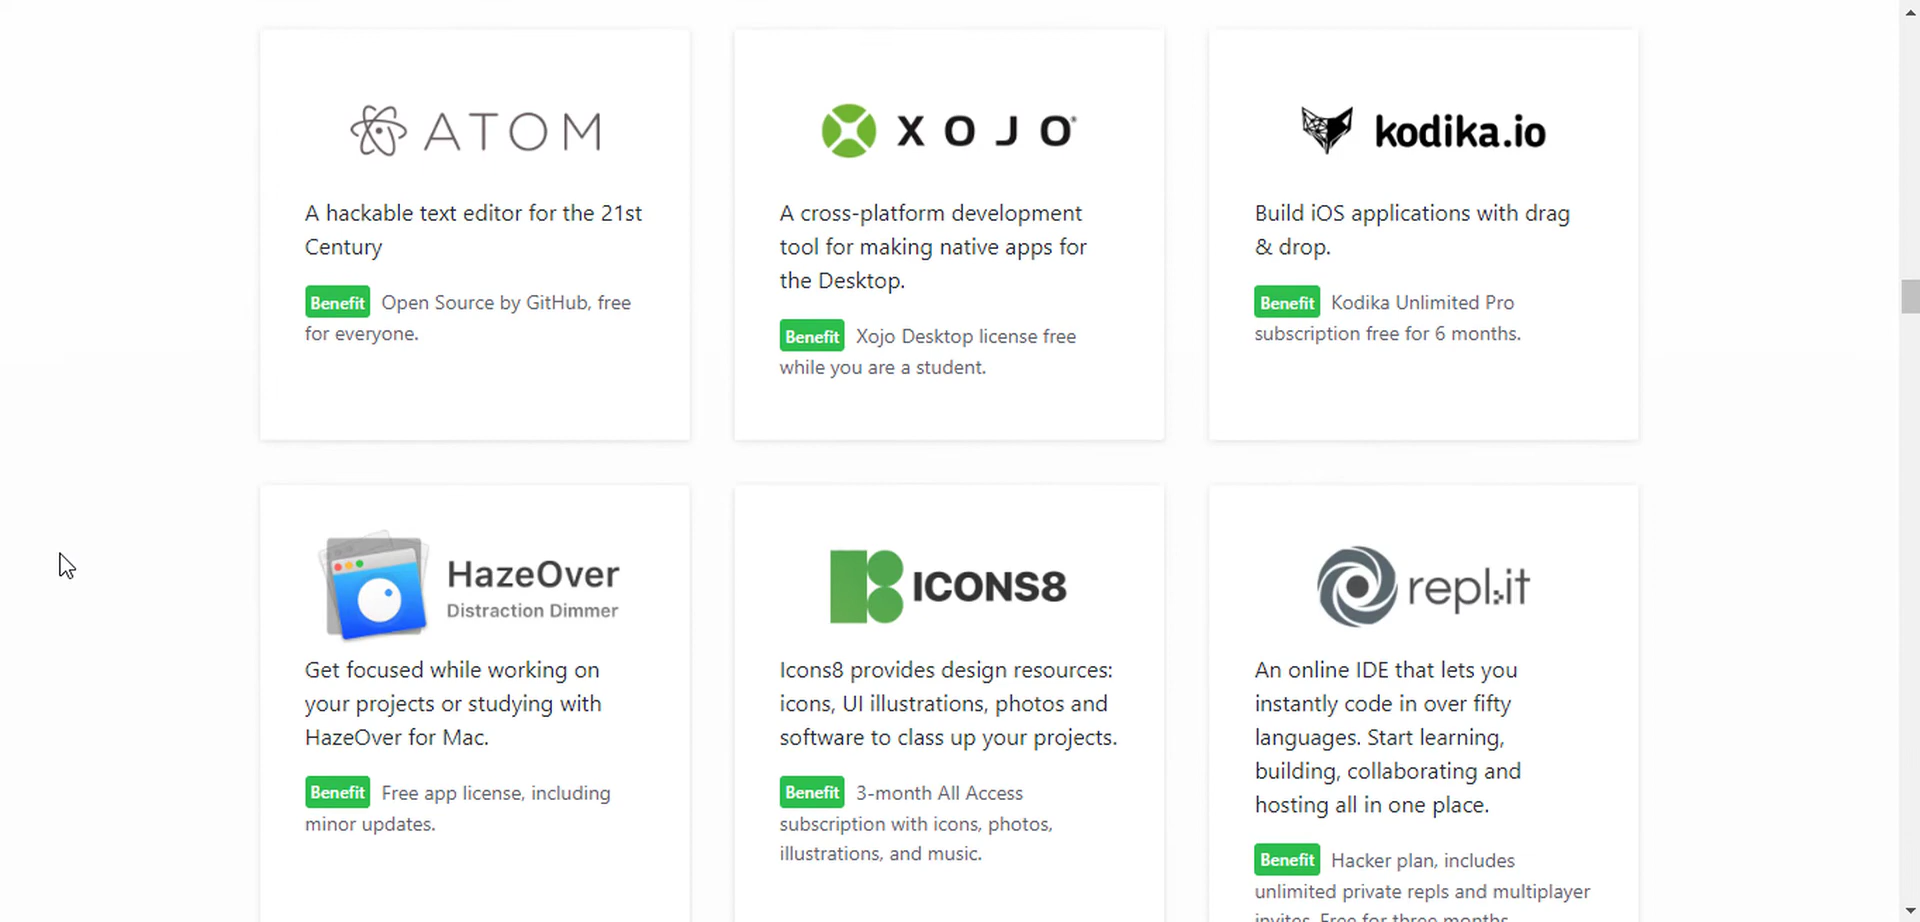 ATOM
A hackable text editor for the 21st
Century
Benefit Open Source by GitHub, free
for everyone.
XOJO®
A cross-platform development
tool for making native apps for
the Desktop.
Benefit Xojo Desktop license free
while you are a student.
kodika.io
Build iOS applications with drag
& drop.
Benefit Kodika Unlimited Pro
subscription free for 6 months.
HazeOver
Distraction Dimmer
Get focused while working on
your projects or studying with
HazeOver for Mac.
Benefit Free app license, including
minor updates.
ICONS8
Icons8 provides design resources:
icons, UI illustrations, photos and
software to class up your projects.
Benefit 3-month All Access
subscription with icons, photos,
illustrations, and music.
repl.it
An online IDE that lets you
instantly code in over fifty
languages. Start learning,
building, collaborating and
hosting all in one place.
Benefit Hacker plan, includes
unlimited private repls and multiplayer
invites. Free for three months.